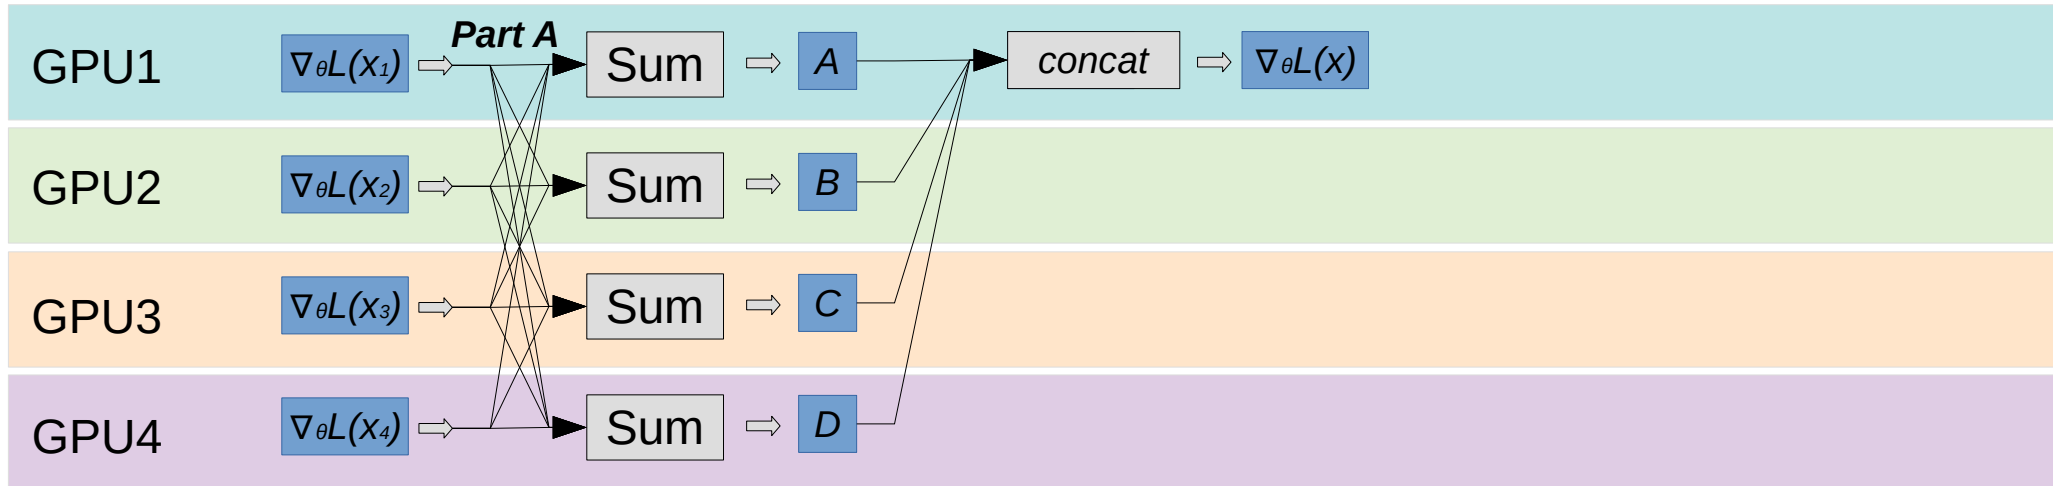 Part A
GPU1 ∇θL(x1) Sum A concat ∇θL(x)
GPU2 ∇θL(x2) Sum B
GPU3 ∇θL(x3) Sum C
GPU4 ∇θL(x4) Sum D